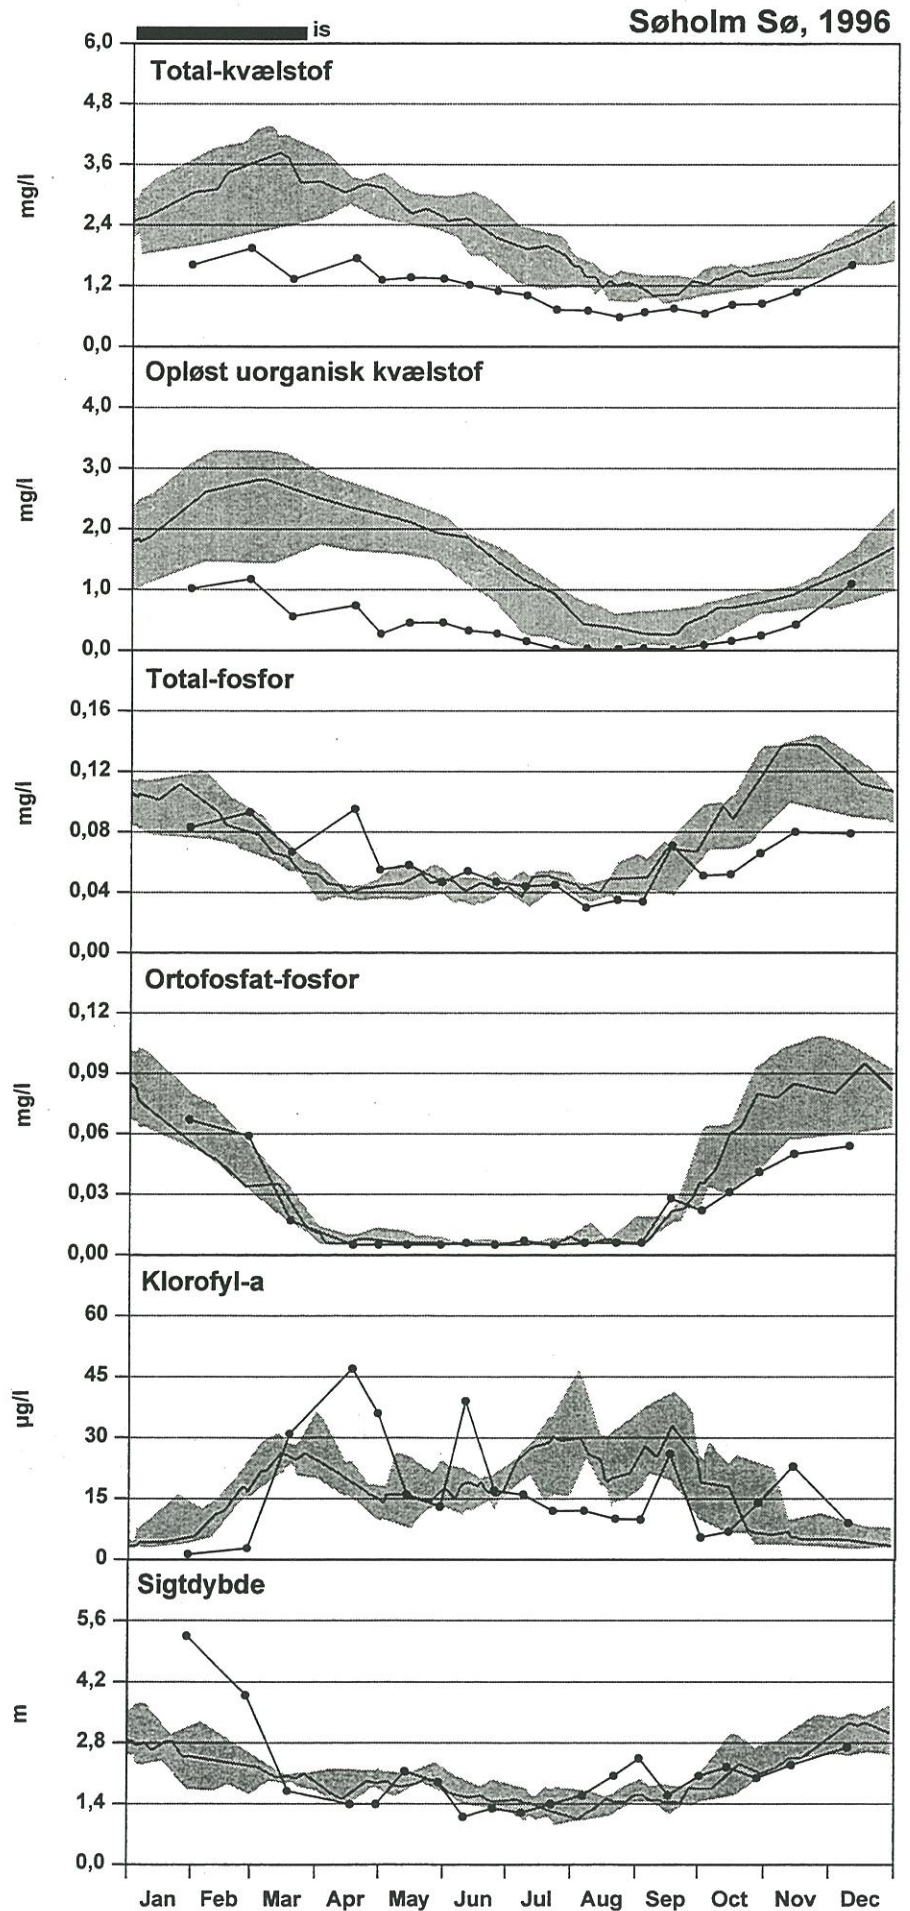 is
Søholm Sø, 1996
Total-kvælstof
6,0
4,8
3,6
2,4
1,2
0,0
mg/l
Opløst uorganisk kvælstof
4,0
3,0
2,0
1,0
0,0
mg/l
Total-fosfor
0,16
0,12
0,08
0,04
0,00
mg/l
Ortofosfat-fosfor
0,12
0,09
0,06
0,03
0,00
mg/l
Klorofyl-a
60
45
30
15
0
µg/l
Sigtdybde
5,6
4,2
2,8
1,4
0,0
m
Jan Feb Mar Apr May Jun Jul Aug Sep Oct Nov Dec